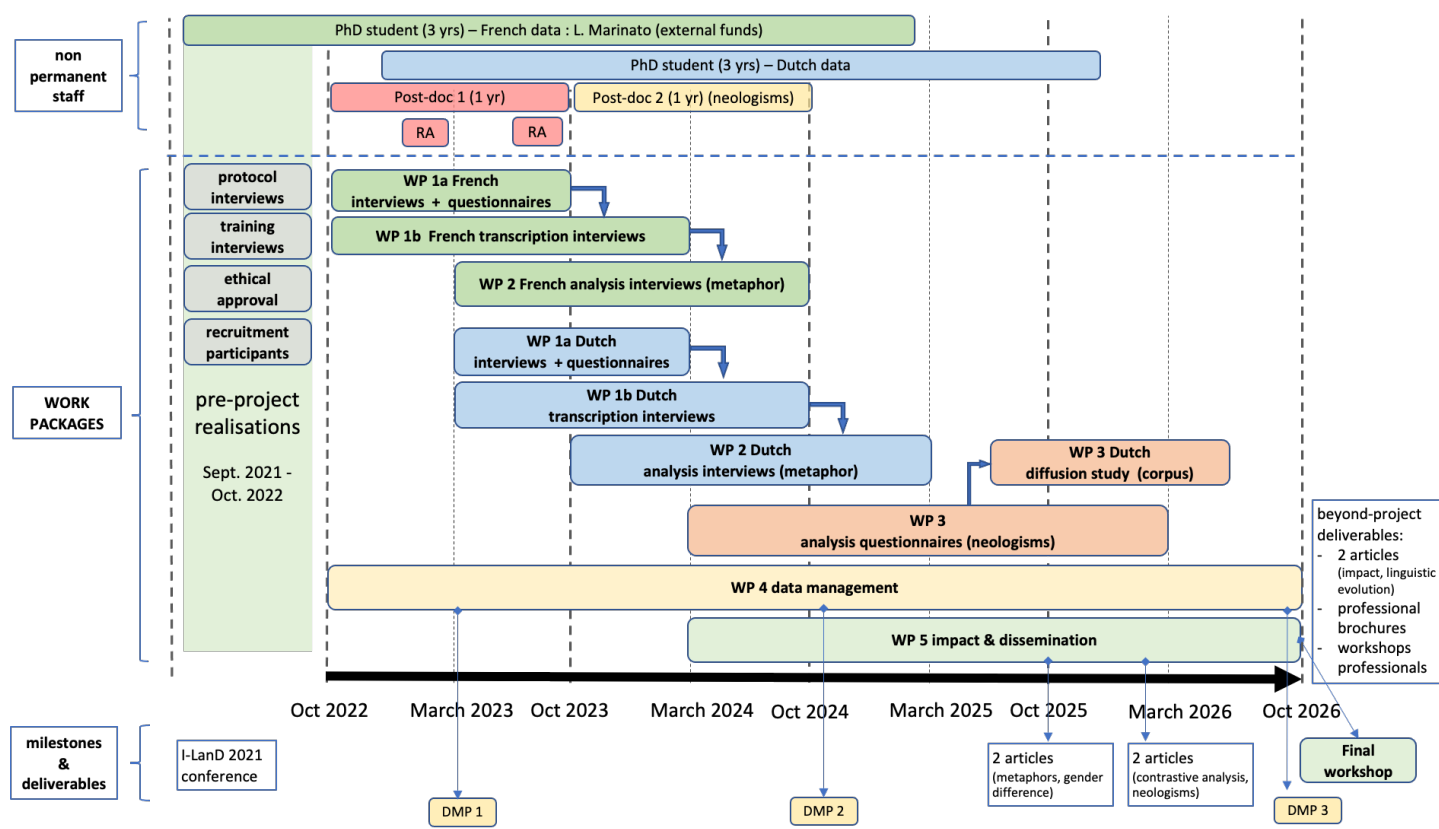 non
permanent
staff
PhD student (3 yrs) – French data : L. Marinato (external funds)
PhD student (3 yrs) – Dutch data
Post-doc 1 (1 yr)
Post-doc 2 (1 yr) (neologisms)
RA
RA
WORK
PACKAGES
protocol
interviews
training
interviews
ethical
approval
recruitment
participants
pre-project
realisations
Sept. 2021 -
Oct. 2022
WP 1a French
interviews + questionnaires
WP 1b French transcription interviews
WP 2 French analysis interviews (metaphor)
WP 1a Dutch
interviews + questionnaires
WP 1b Dutch
transcription interviews
WP 2 Dutch
analysis interviews (metaphor)
WP 3 Dutch
diffusion study (corpus)
WP 3
analysis questionnaires (neologisms)
WP 4 data management
WP 5 impact & dissemination
beyond-project
deliverables:
- 2 articles
(impact, linguistic
evolution)
- professional
brochures
- workshops
professionals
Oct 2022
March 2023
Oct 2023
March 2024
Oct 2024
March 2025
Oct 2025
March 2026
Oct 2026
milestones
&
deliverables
I-LanD 2021
conference
DMP 1
DMP 2
2 articles
(metaphors, gender
difference)
2 articles
(contrastive analysis,
neologisms)
Final
workshop
DMP 3